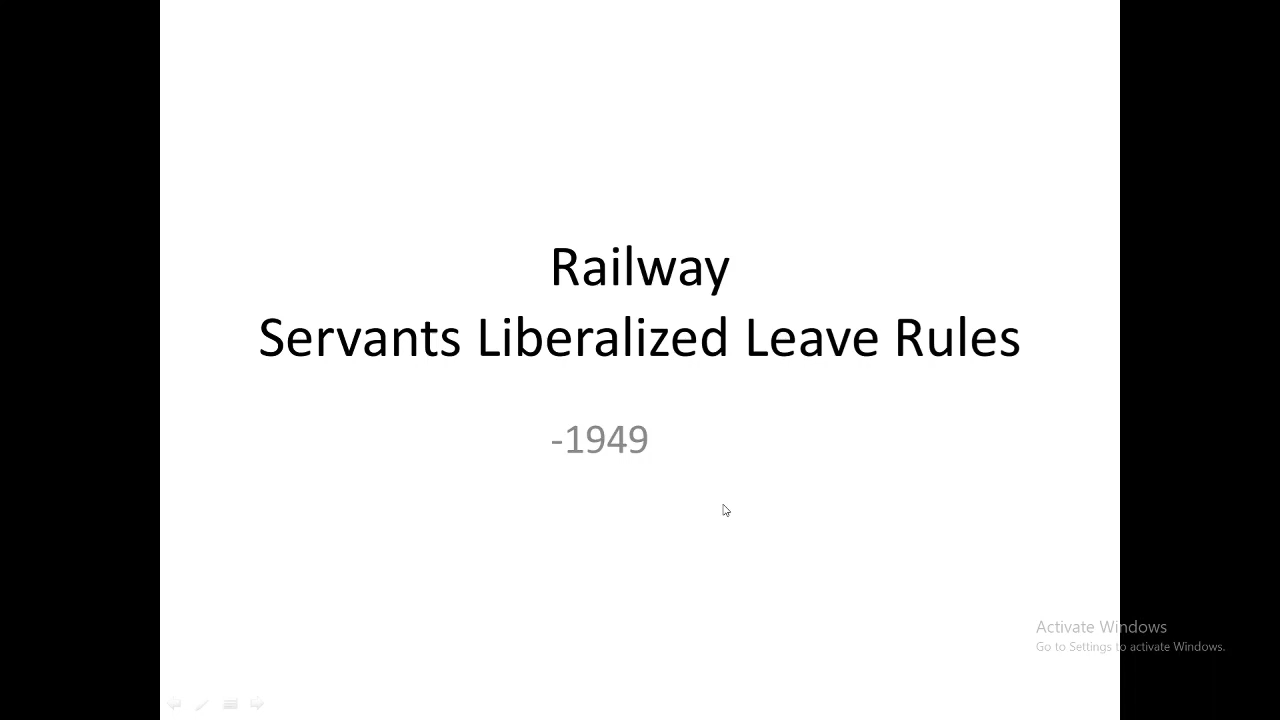 Railway
Servants Liberalized Leave Rules
-1949
Activate Windows
Go to Settings to activate Windows.